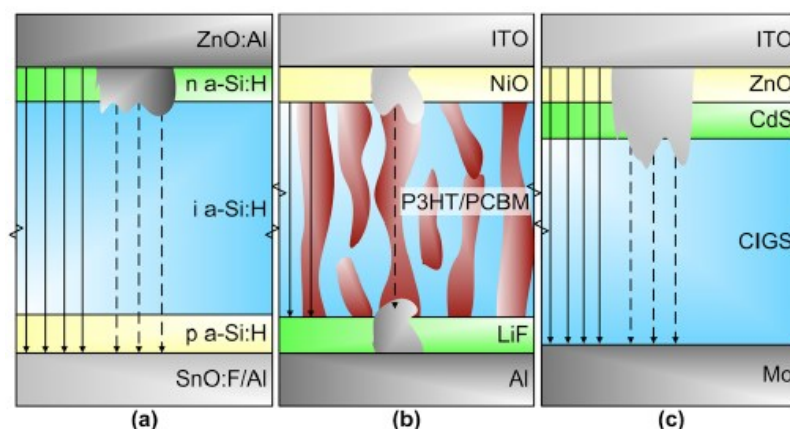 ZnO:Al
n a-Si:H
i a-Si:H
p a-Si:H
SnO:F/Al
(a)
ITO
NiO
P3HT/PCBM
LiF
Al
(b)
ITO
ZnO
CdS
CIGS
Mo
(c)